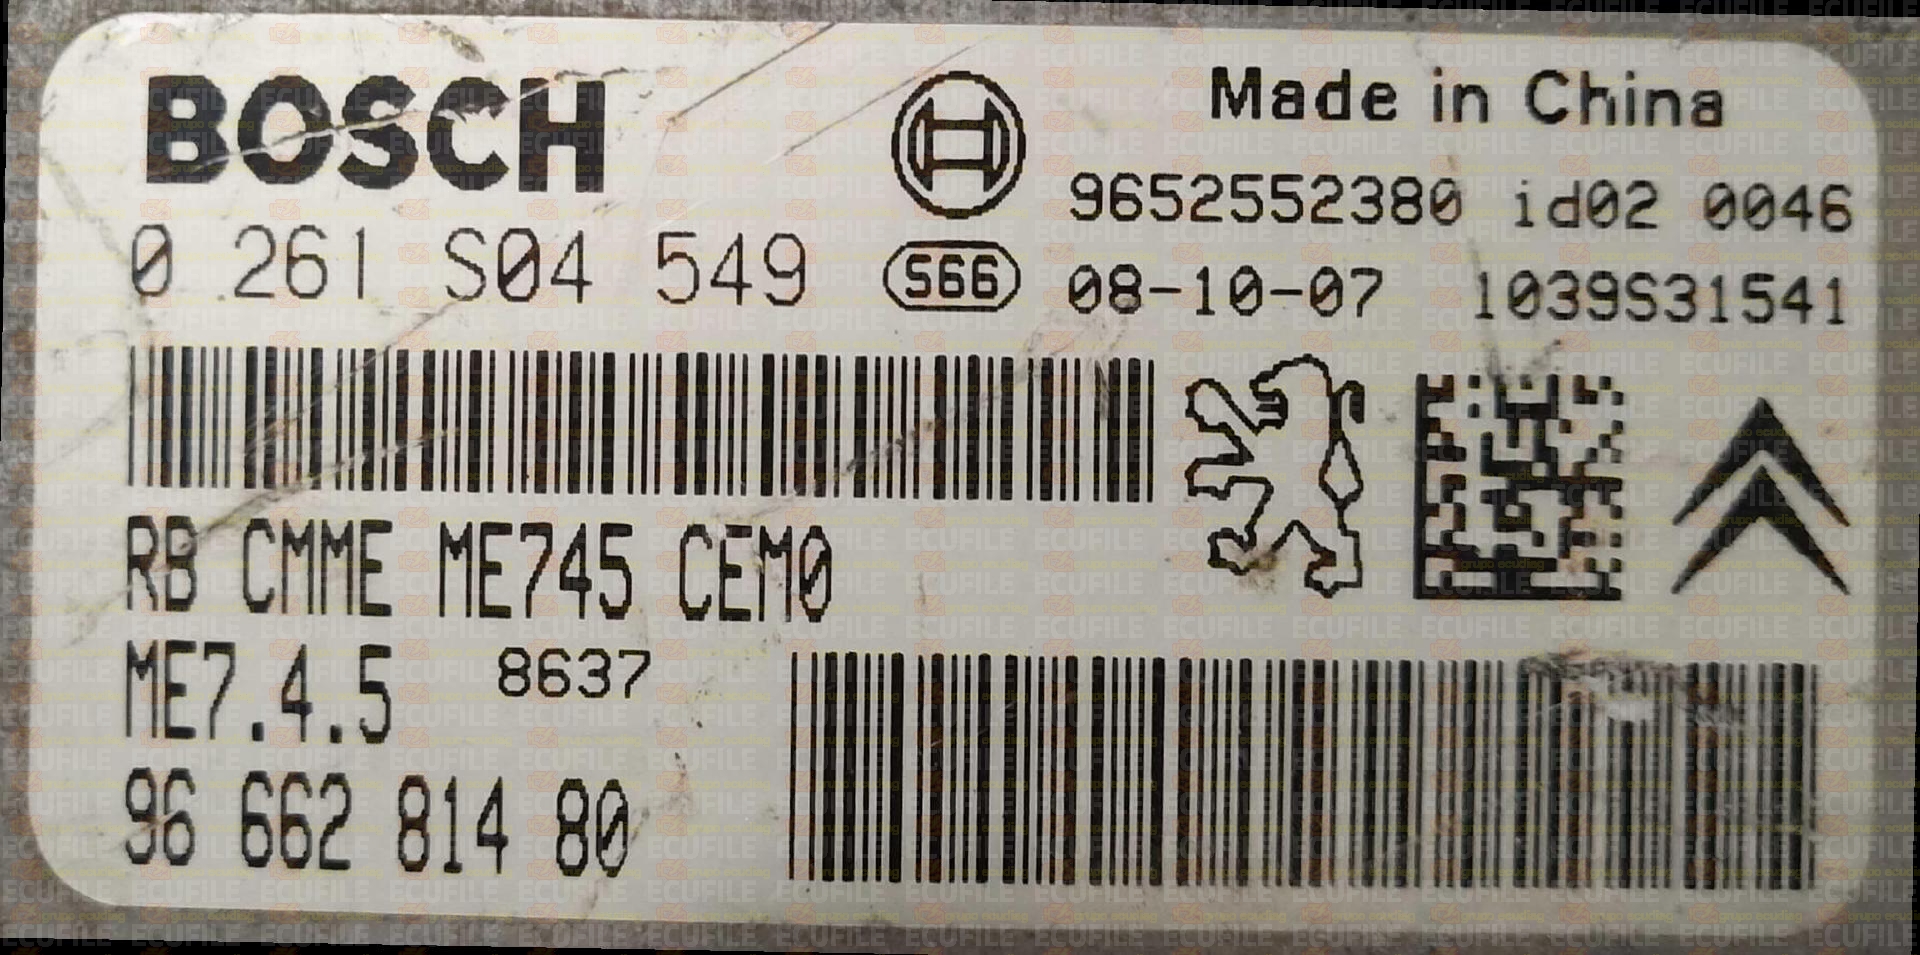 BOSCH
Made in China
9652552380 id02 0046
0 261 S04 549
S66
08-10-07 1039S31541
RB CMME ME745 CEM0
ME7.4.5 8637
96 662 814 80